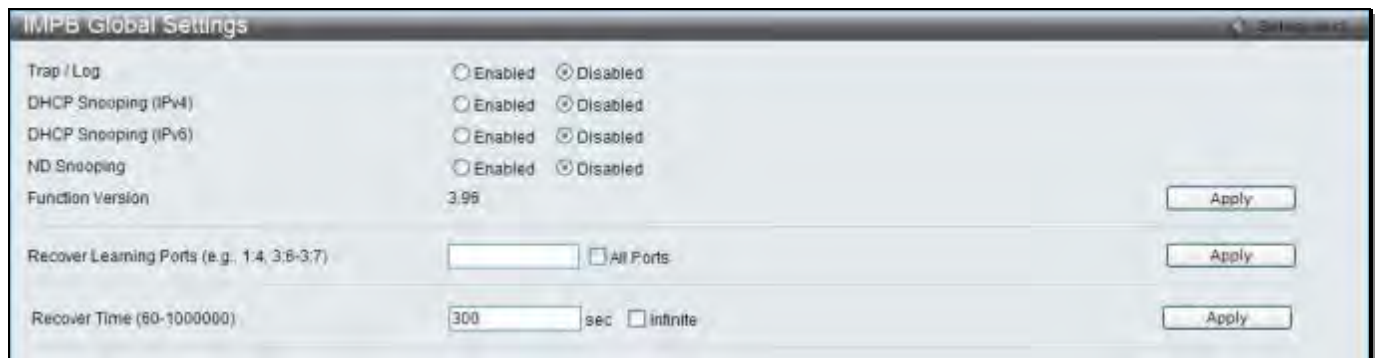 IMPB Global Settings
Trap / Log Enabled Disabled
DHCP Snooping (IPv4) Enabled Disabled
DHCP Snooping (IPv6) Enabled Disabled
ND Snooping Enabled Disabled
Function Version 3.96 Apply
Recover Learning Ports (e.g.. 1:4, 3:6-3:7) All Ports Apply
Recover Time (60-1000000) 300 sec Infinite Apply